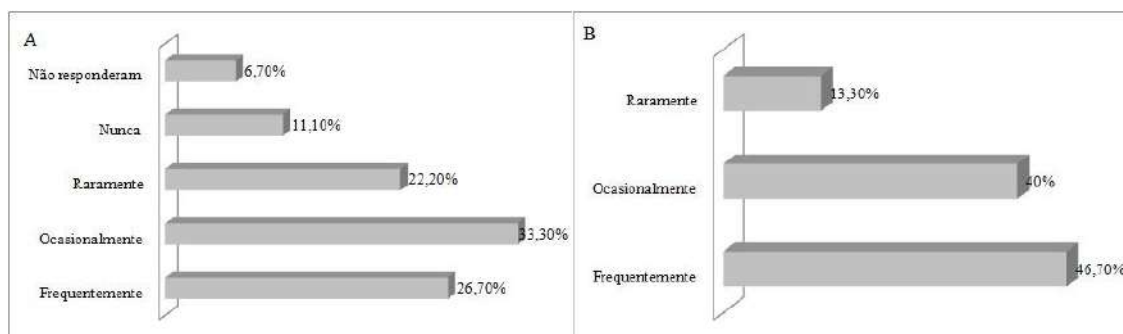 A
Não responderam 6,70%
Nunca 11,10%
Raramente 22,20%
Ocasionalmente 33,30%
Frequentemente 26,70%
B
Raramente 13,30%
Ocasionalmente 40%
Frequentemente 46,70%